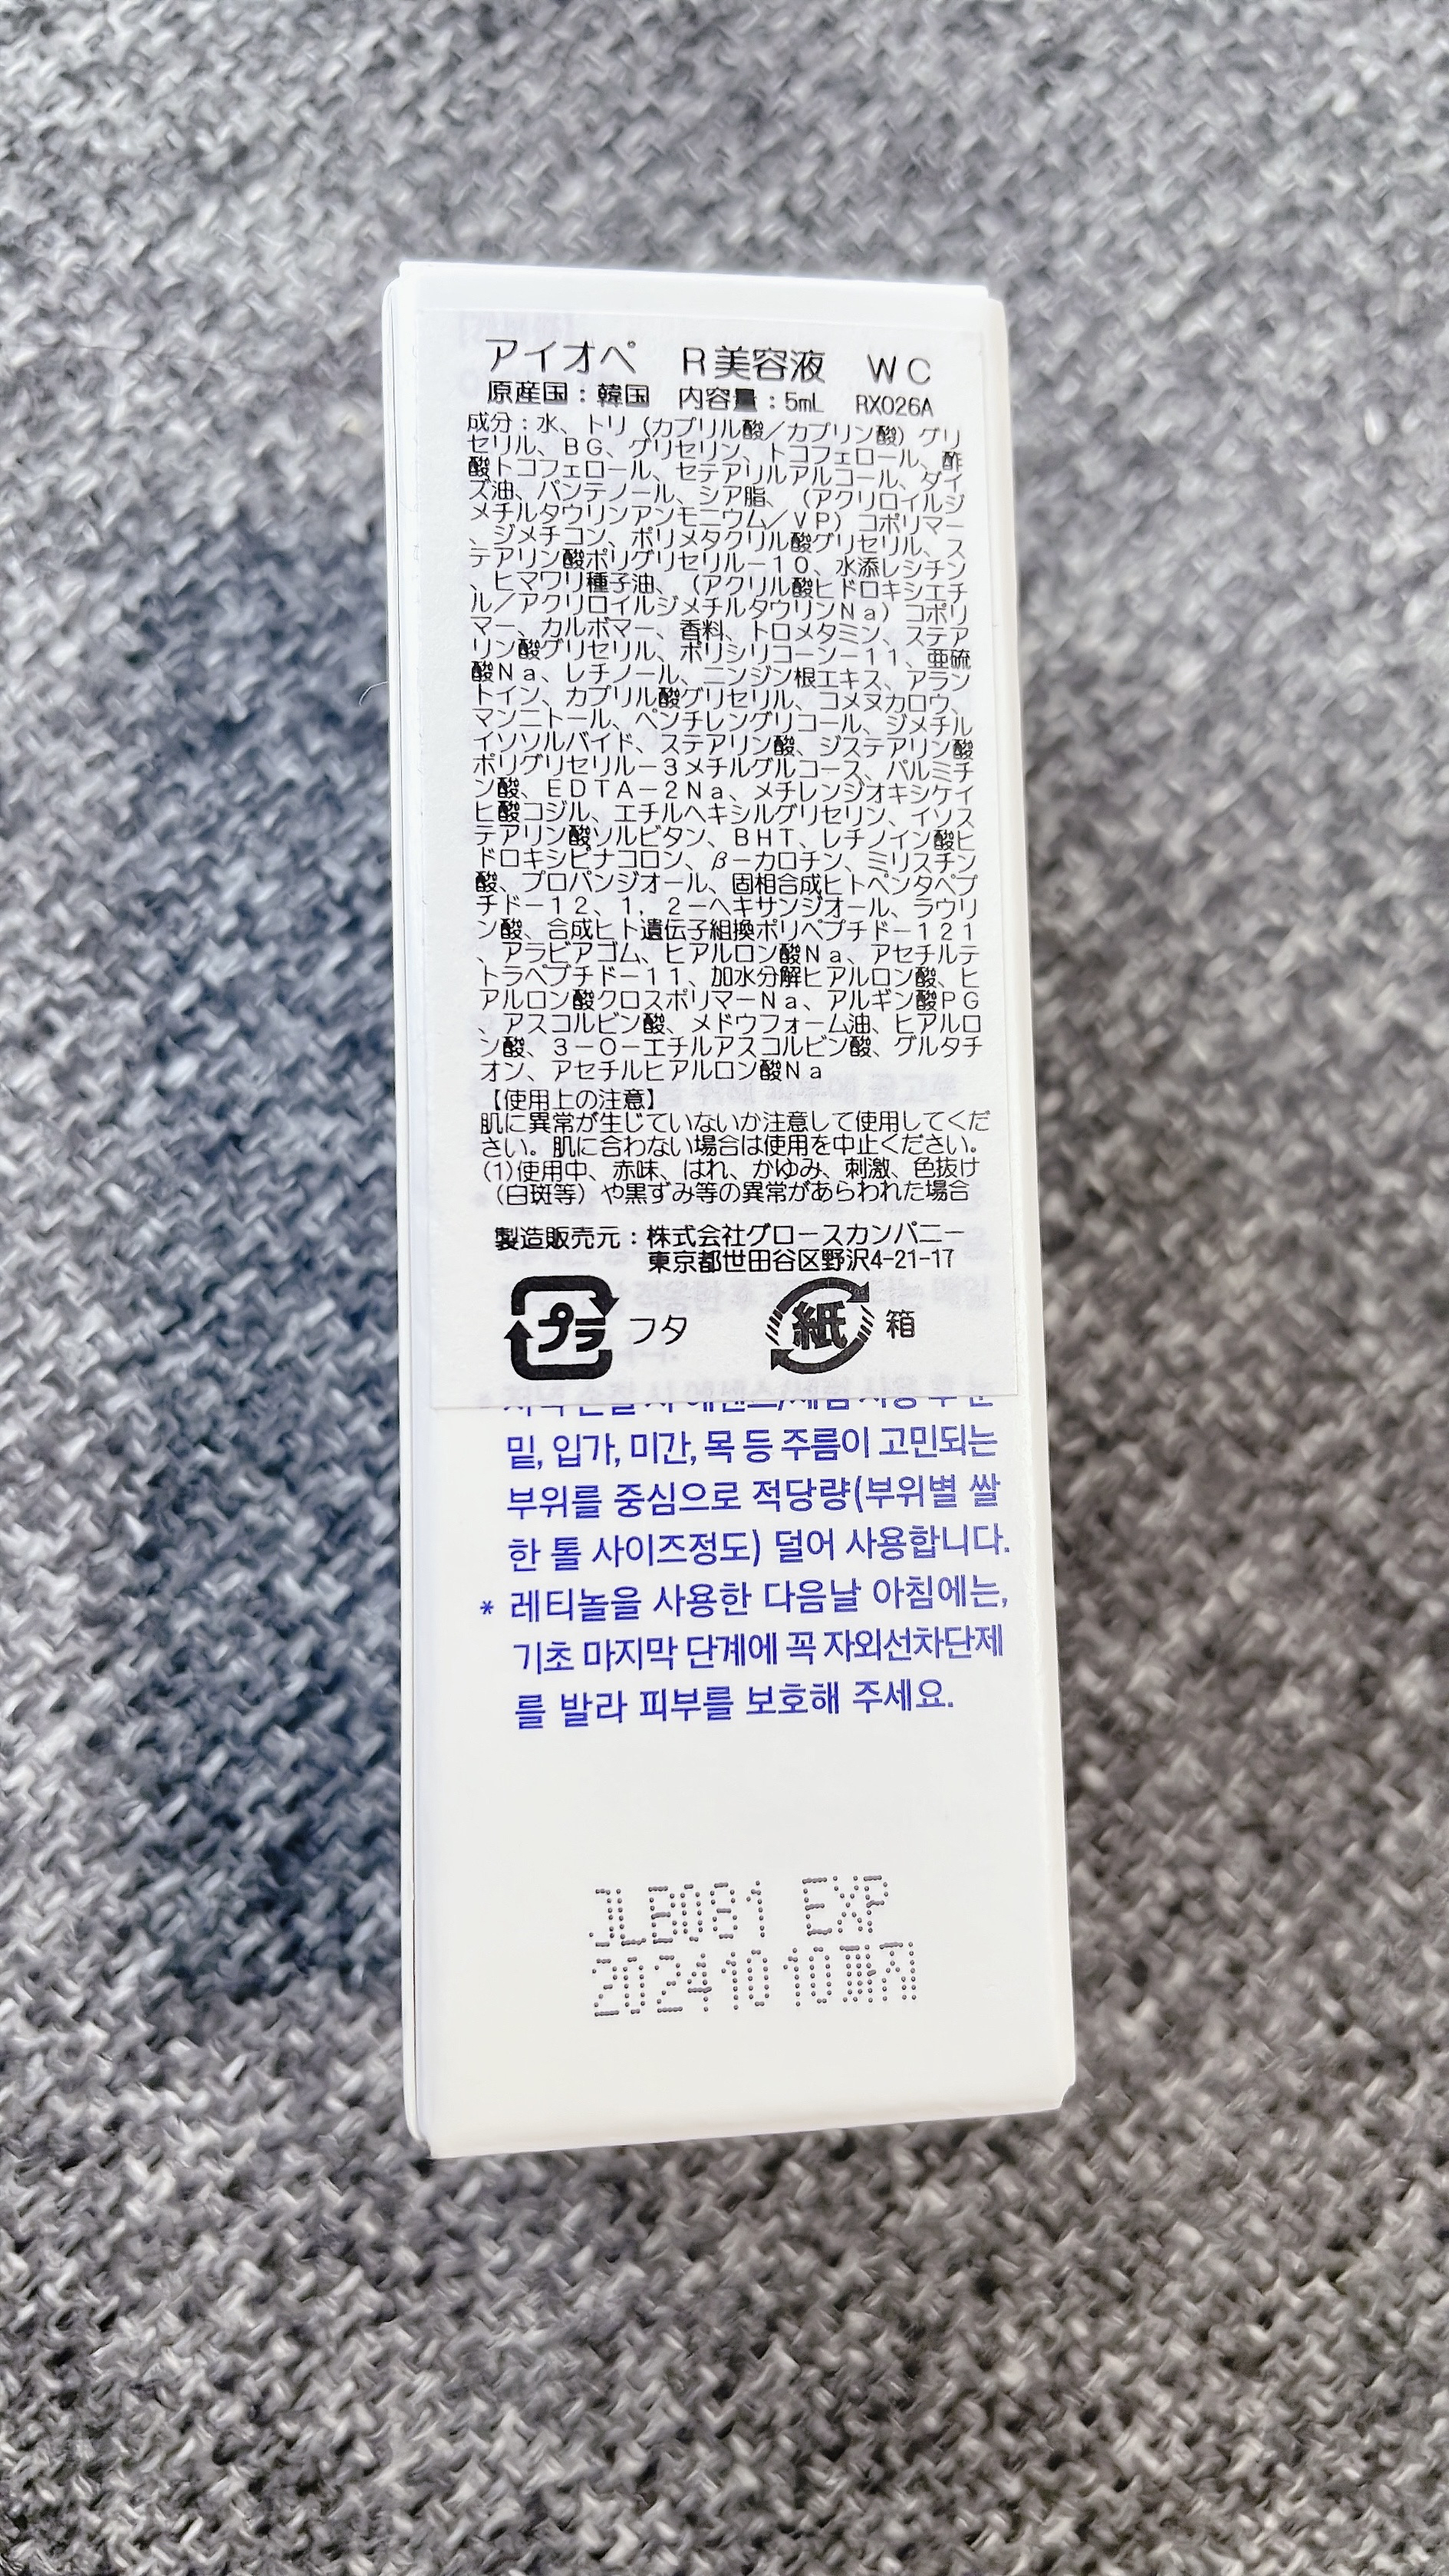 アイオペ R美容液 WC
原産国：韓国 内容量：5mL RX026A
成分：水、トリ（カプリル酸／カプリン酸）グリ
セリル、BG、グリセリン、トコフェロール、酢
酸トコフェロール、セテアリルアルコール、ダイ
ズ油、パンテノール、シア脂、（アクリロイルジ
メチルタウリンアンモニウム／VP）コポリマー
、ジメチコン、ポリメタクリル酸グリセリル、ス
テアリン酸ポリグリセリル－10、水添レシチン
、ヒマワリ種子油、（アクリル酸ヒドロキシエチ
ル／アクリロイルジメチルタウリンNa）コポリ
マー、カルボマー、香料、トロメタミン、ステア
リン酸グリセリル、ポリシリコーン－11、亜硫
酸Na、レチノール、ニンジン根エキス、アラン
トイン、カプリル酸グリセリル、コメヌカロウ、
マンニトール、ペンチレングリコール、ジメチル
イソソルバイド、ステアリン酸、ジステアリン酸
ポリグリセリル－3メチルグルコース、パルミチ
ン酸、EDTA－2Na、メチレンジオキシケイ
ヒ酸コジル、エチルヘキシルグリセリン、イソス
テアリン酸ソルビタン、BHT、レチノイン酸ヒ
ドロキシピナコロン、β－カロチン、ミリスチン
酸、プロパンジオール、固相合成ヒトペンタペプ
チド－12、1，2－ヘキサンジオール、ラウリ
ン酸、合成ヒト遺伝子組換ポリペプチド－121
、アラビアゴム、ヒアルロン酸Na、アセチルテ
トラペプチド－11、加水分解ヒアルロン酸、ヒ
アルロン酸クロスポリマーNa、アルギン酸PG
、アスコルビン酸、メドウフォーム油、ヒアルロ
ン酸、3－O－エチルアスコルビン酸、グルタチ
オン、アセチルヒアルロン酸Na
【使用上の注意】
肌に異常が生じていないか注意して使用してくだ
さい。肌に合わない場合は使用を中止ください。
(1)使用中、赤味、はれ、かゆみ、刺激、色抜け
（白斑等）や黒ずみ等の異常があらわれた場合
製造販売元：株式会社グロースカンパニー
東京都世田谷区野沢4-21-17
プラ フタ 紙 箱
밑, 입가, 미간, 목 등 주름이 고민되는
부위를 중심으로 적당량(부위별 쌀
한 톨 사이즈정도) 덜어 사용합니다.
* 레티놀을 사용한 다음날 아침에는,
기초 마지막 단계에 꼭 자외선차단제
를 발라 피부를 보호해 주세요.
JLB081 EXP
20241010까지